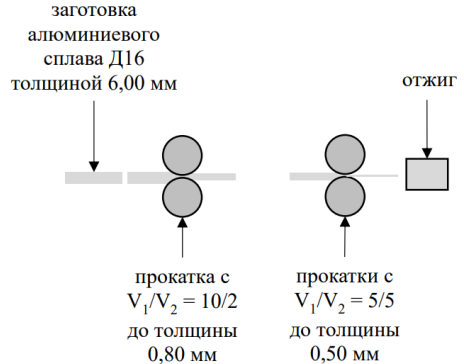 заготовка
алюминиевого
сплава Д16
толщиной 6,00 мм
отжиг
прокатка с
V₁/V₂ = 10/2
до толщины
0,80 мм
прокатки с
V₁/V₂ = 5/5
до толщины
0,50 мм